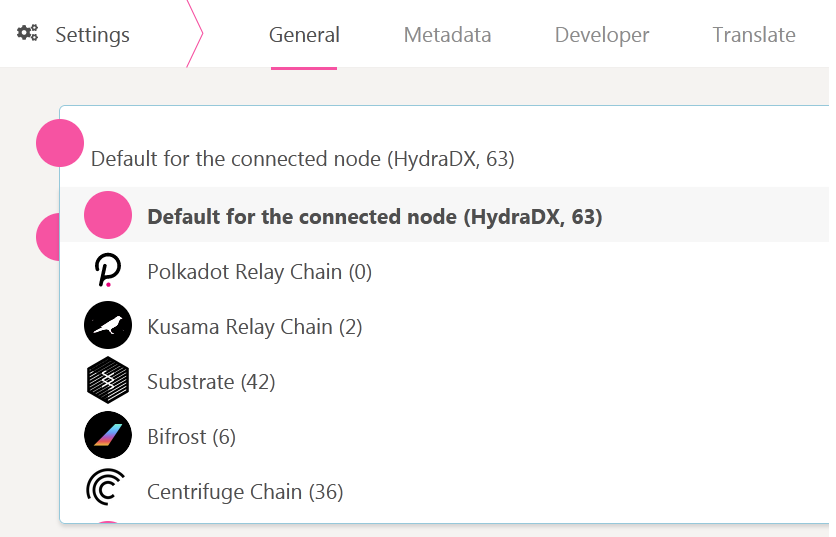 Settings
General
Metadata
Developer
Translate
Default for the connected node (HydraDX, 63)
Default for the connected node (HydraDX, 63)
Polkadot Relay Chain (0)
Kusama Relay Chain (2)
Substrate (42)
Bifrost (6)
Centrifuge Chain (36)